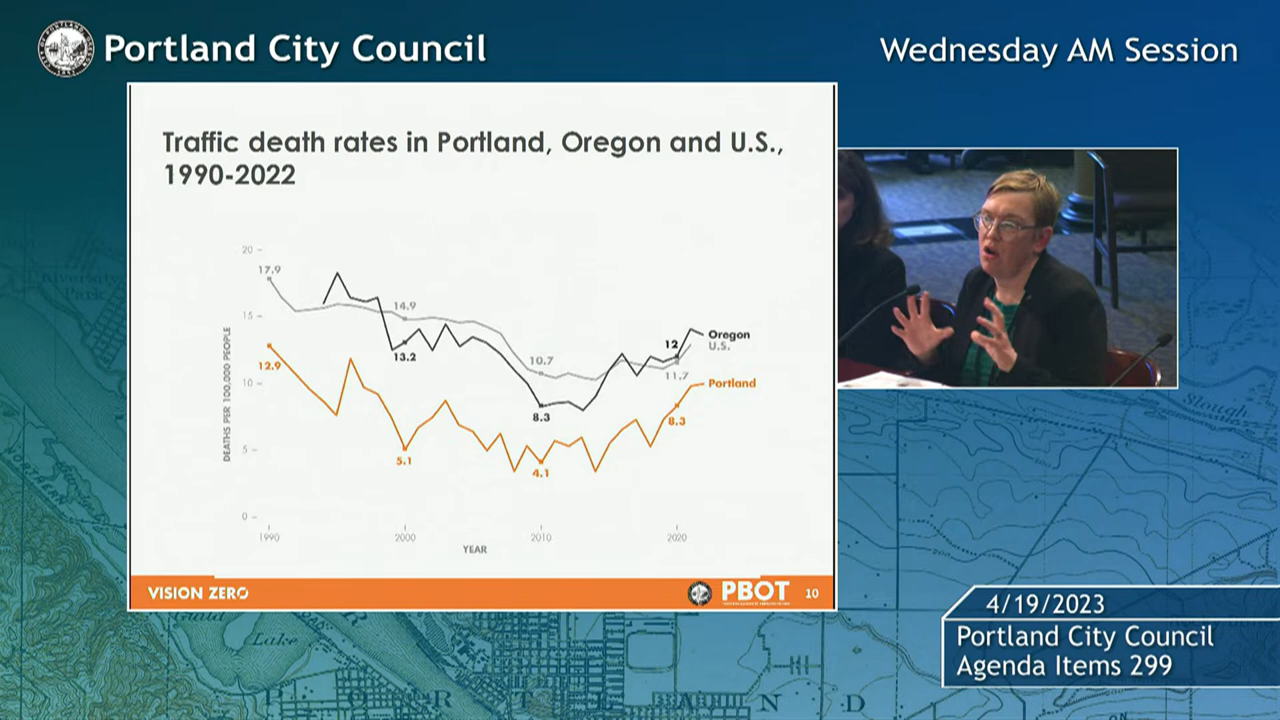 Portland City Council
Wednesday AM Session
Traffic death rates in Portland, Oregon and U.S.,
1990-2022
DEATHS PER 100,000 PEOPLE
20
15
10
5
0
17.9
14.9
13.2
12.9
10.7
8.3
5.1
4.1
12
11.7
8.3
Oregon
U.S.
Portland
1990
2000
2010
2020
YEAR
VISION ZERO
PBOT
10
4/19/2023
Portland City Council
Agenda Items 299
Guild
Lake
Slough